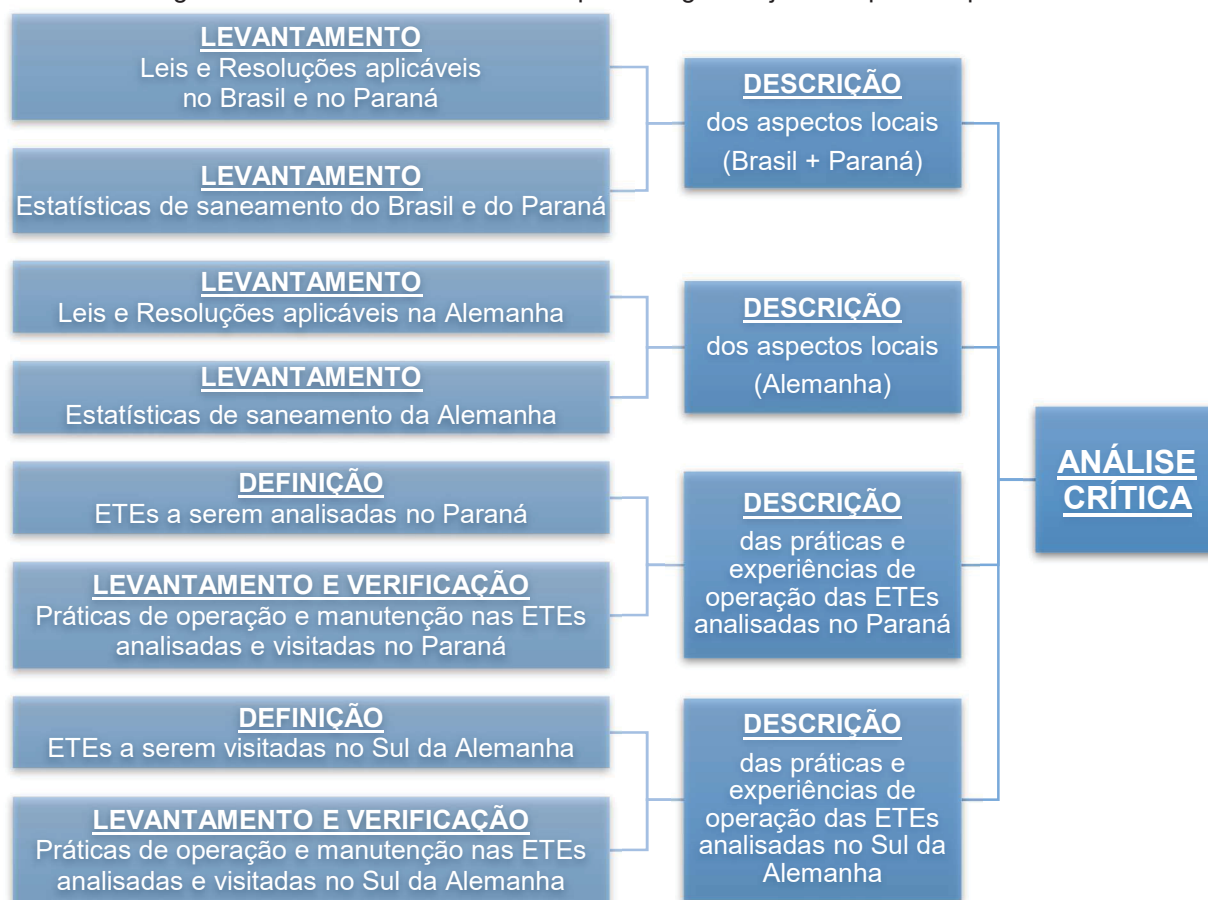 LEVANTAMENTO
Leis e Resoluções aplicáveis
no Brasil e no Paraná
LEVANTAMENTO
Estatísticas de saneamento do Brasil e do Paraná
DESCRIÇÃO
dos aspectos locais
(Brasil + Paraná)
LEVANTAMENTO
Leis e Resoluções aplicáveis na Alemanha
LEVANTAMENTO
Estatísticas de saneamento da Alemanha
DESCRIÇÃO
dos aspectos locais
(Alemanha)
DEFINIÇÃO
ETEs a serem analisadas no Paraná
LEVANTAMENTO E VERIFICAÇÃO
Práticas de operação e manutenção nas ETEs
analisadas e visitadas no Paraná
DESCRIÇÃO
das práticas e
experiências de
operação das ETEs
analisadas no Paraná
DEFINIÇÃO
ETEs a serem visitadas no Sul da Alemanha
LEVANTAMENTO E VERIFICAÇÃO
Práticas de operação e manutenção nas ETEs
analisadas e visitadas no Sul da Alemanha
DESCRIÇÃO
das práticas e
experiências de
operação das ETEs
analisadas no Sul da
Alemanha
ANÁLISE
CRÍTICA